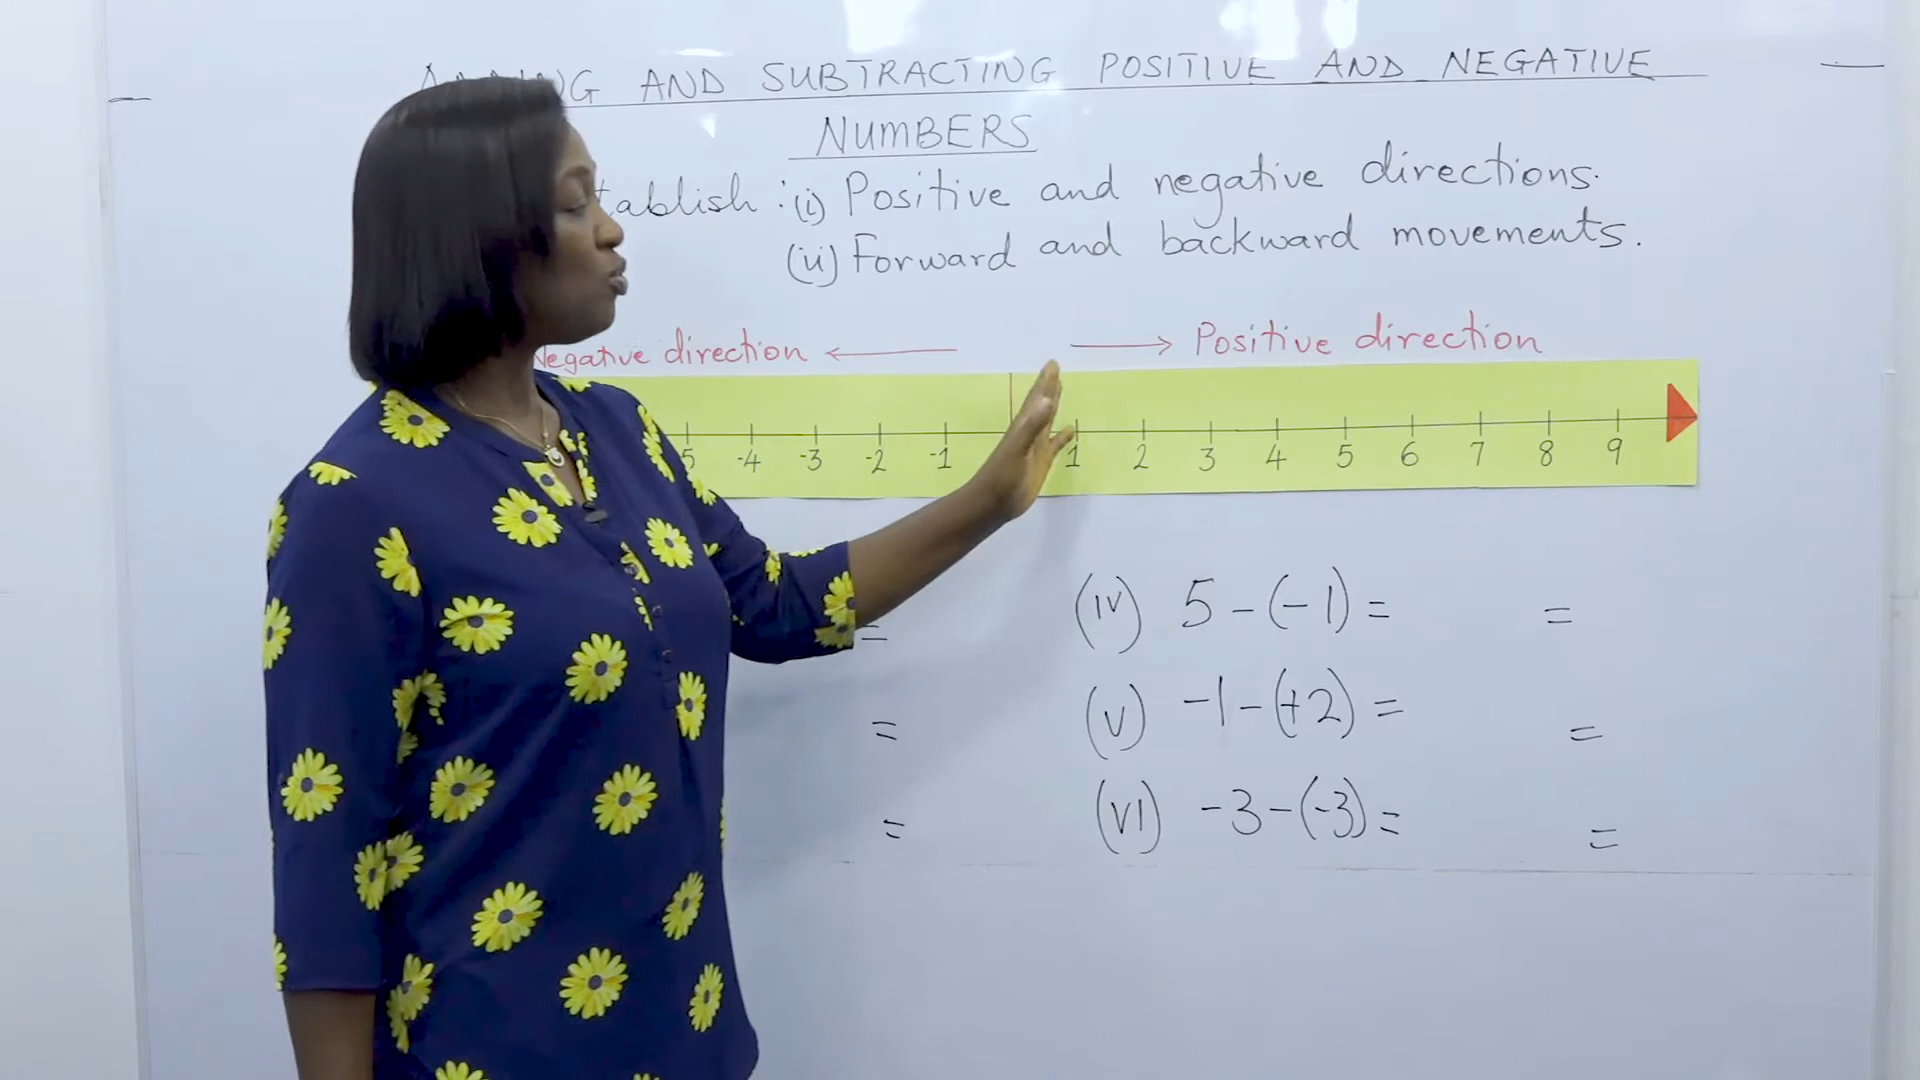 AND SUBTRACTING POSITIVE AND NEGATIVE
NUMBERS
(i) Positive and negative directions.
(ii) Forward and backward movements.
Negative direction ← → Positive direction
5 -4 -3 -2 -1 1 2 3 4 5 6 7 8 9
= (iv) 5 - (-1) = =
= (v) -1 - (+2) = =
= (vi) -3 - (-3) = =